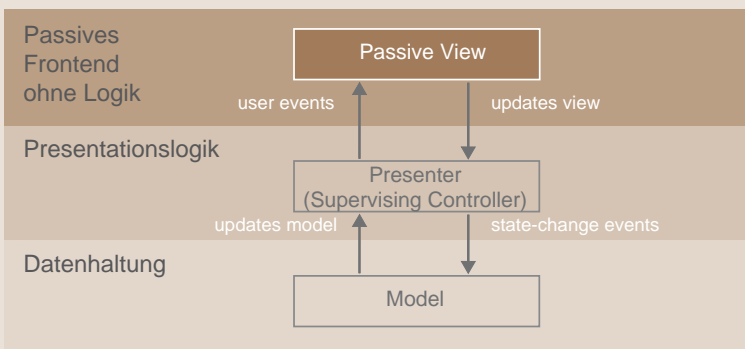 Passives
Frontend
ohne Logik
Passive View
user events
updates view
Presentationslogik
Presenter
(Supervising Controller)
updates model
state-change events
Datenhaltung
Model